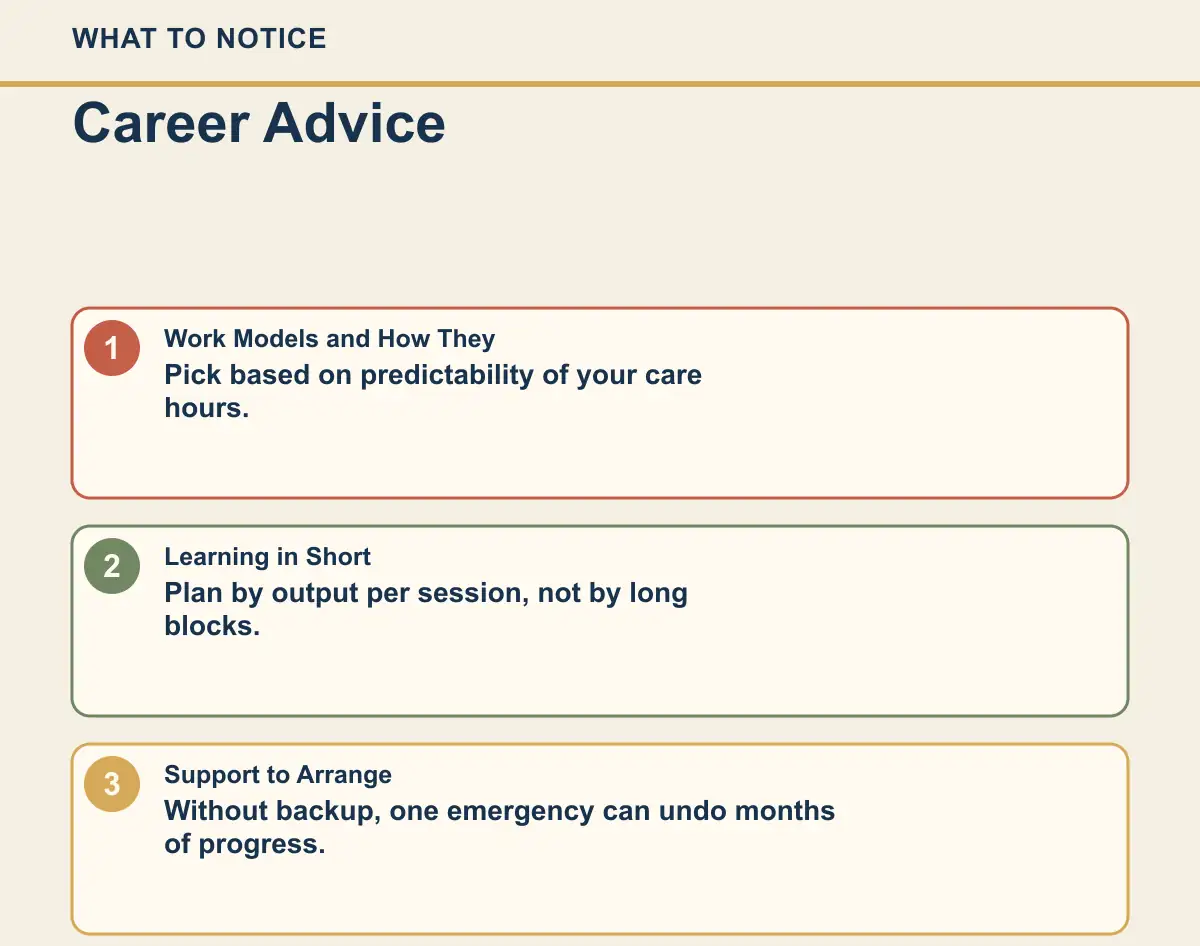 WHAT TO NOTICE
Career Advice
1
Work Models and How They
Pick based on predictability of your care
hours.
2
Learning in Short
Plan by output per session, not by long
blocks.
3
Support to Arrange
Without backup, one emergency can undo months
of progress.